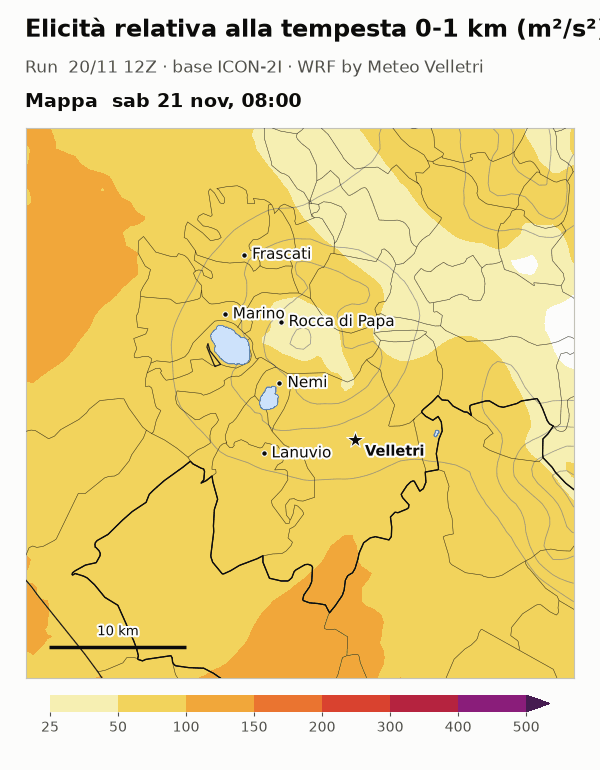 Elicità relativa alla tempesta 0-1 km (m²/s²)
Run  20/11 12Z · base ICON-2I · WRF by Meteo Velletri
Mappa  sab 21 nov, 08:00
Frascati
Marino
Rocca di Papa
Nemi
Velletri
Lanuvio
10 km
25 50 100 150 200 300 400 500